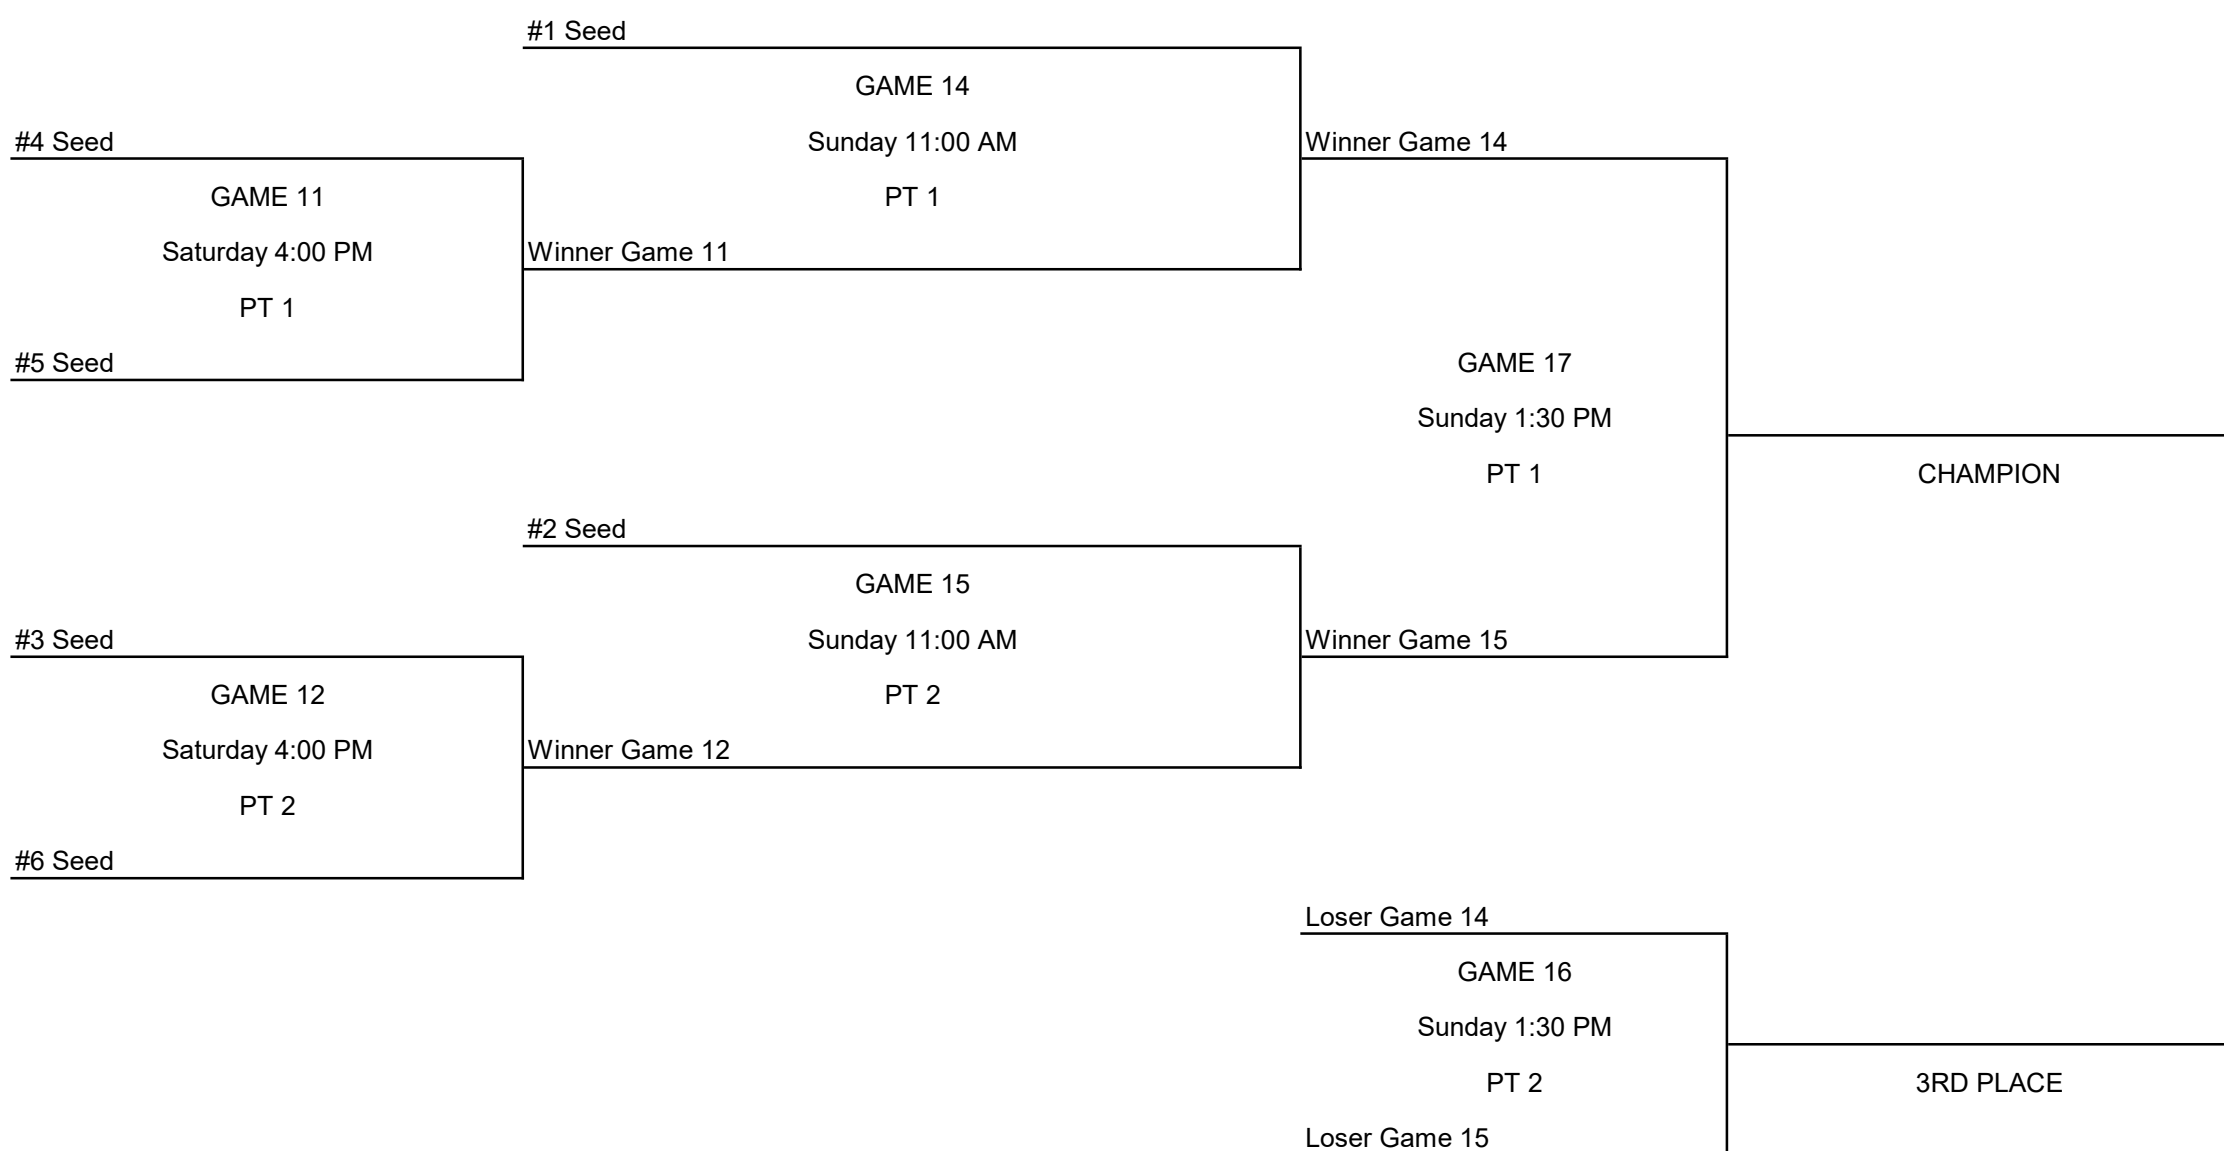 #1 Seed
GAME 14
Sunday 11:00 AM
PT 1
#4 Seed
GAME 11
Saturday 4:00 PM
PT 1
#5 Seed
Winner Game 11
Winner Game 14
GAME 17
Sunday 1:30 PM
PT 1
CHAMPION
#2 Seed
GAME 15
Sunday 11:00 AM
PT 2
#3 Seed
GAME 12
Saturday 4:00 PM
PT 2
#6 Seed
Winner Game 12
Winner Game 15
Loser Game 14
GAME 16
Sunday 1:30 PM
PT 2
Loser Game 15
3RD PLACE